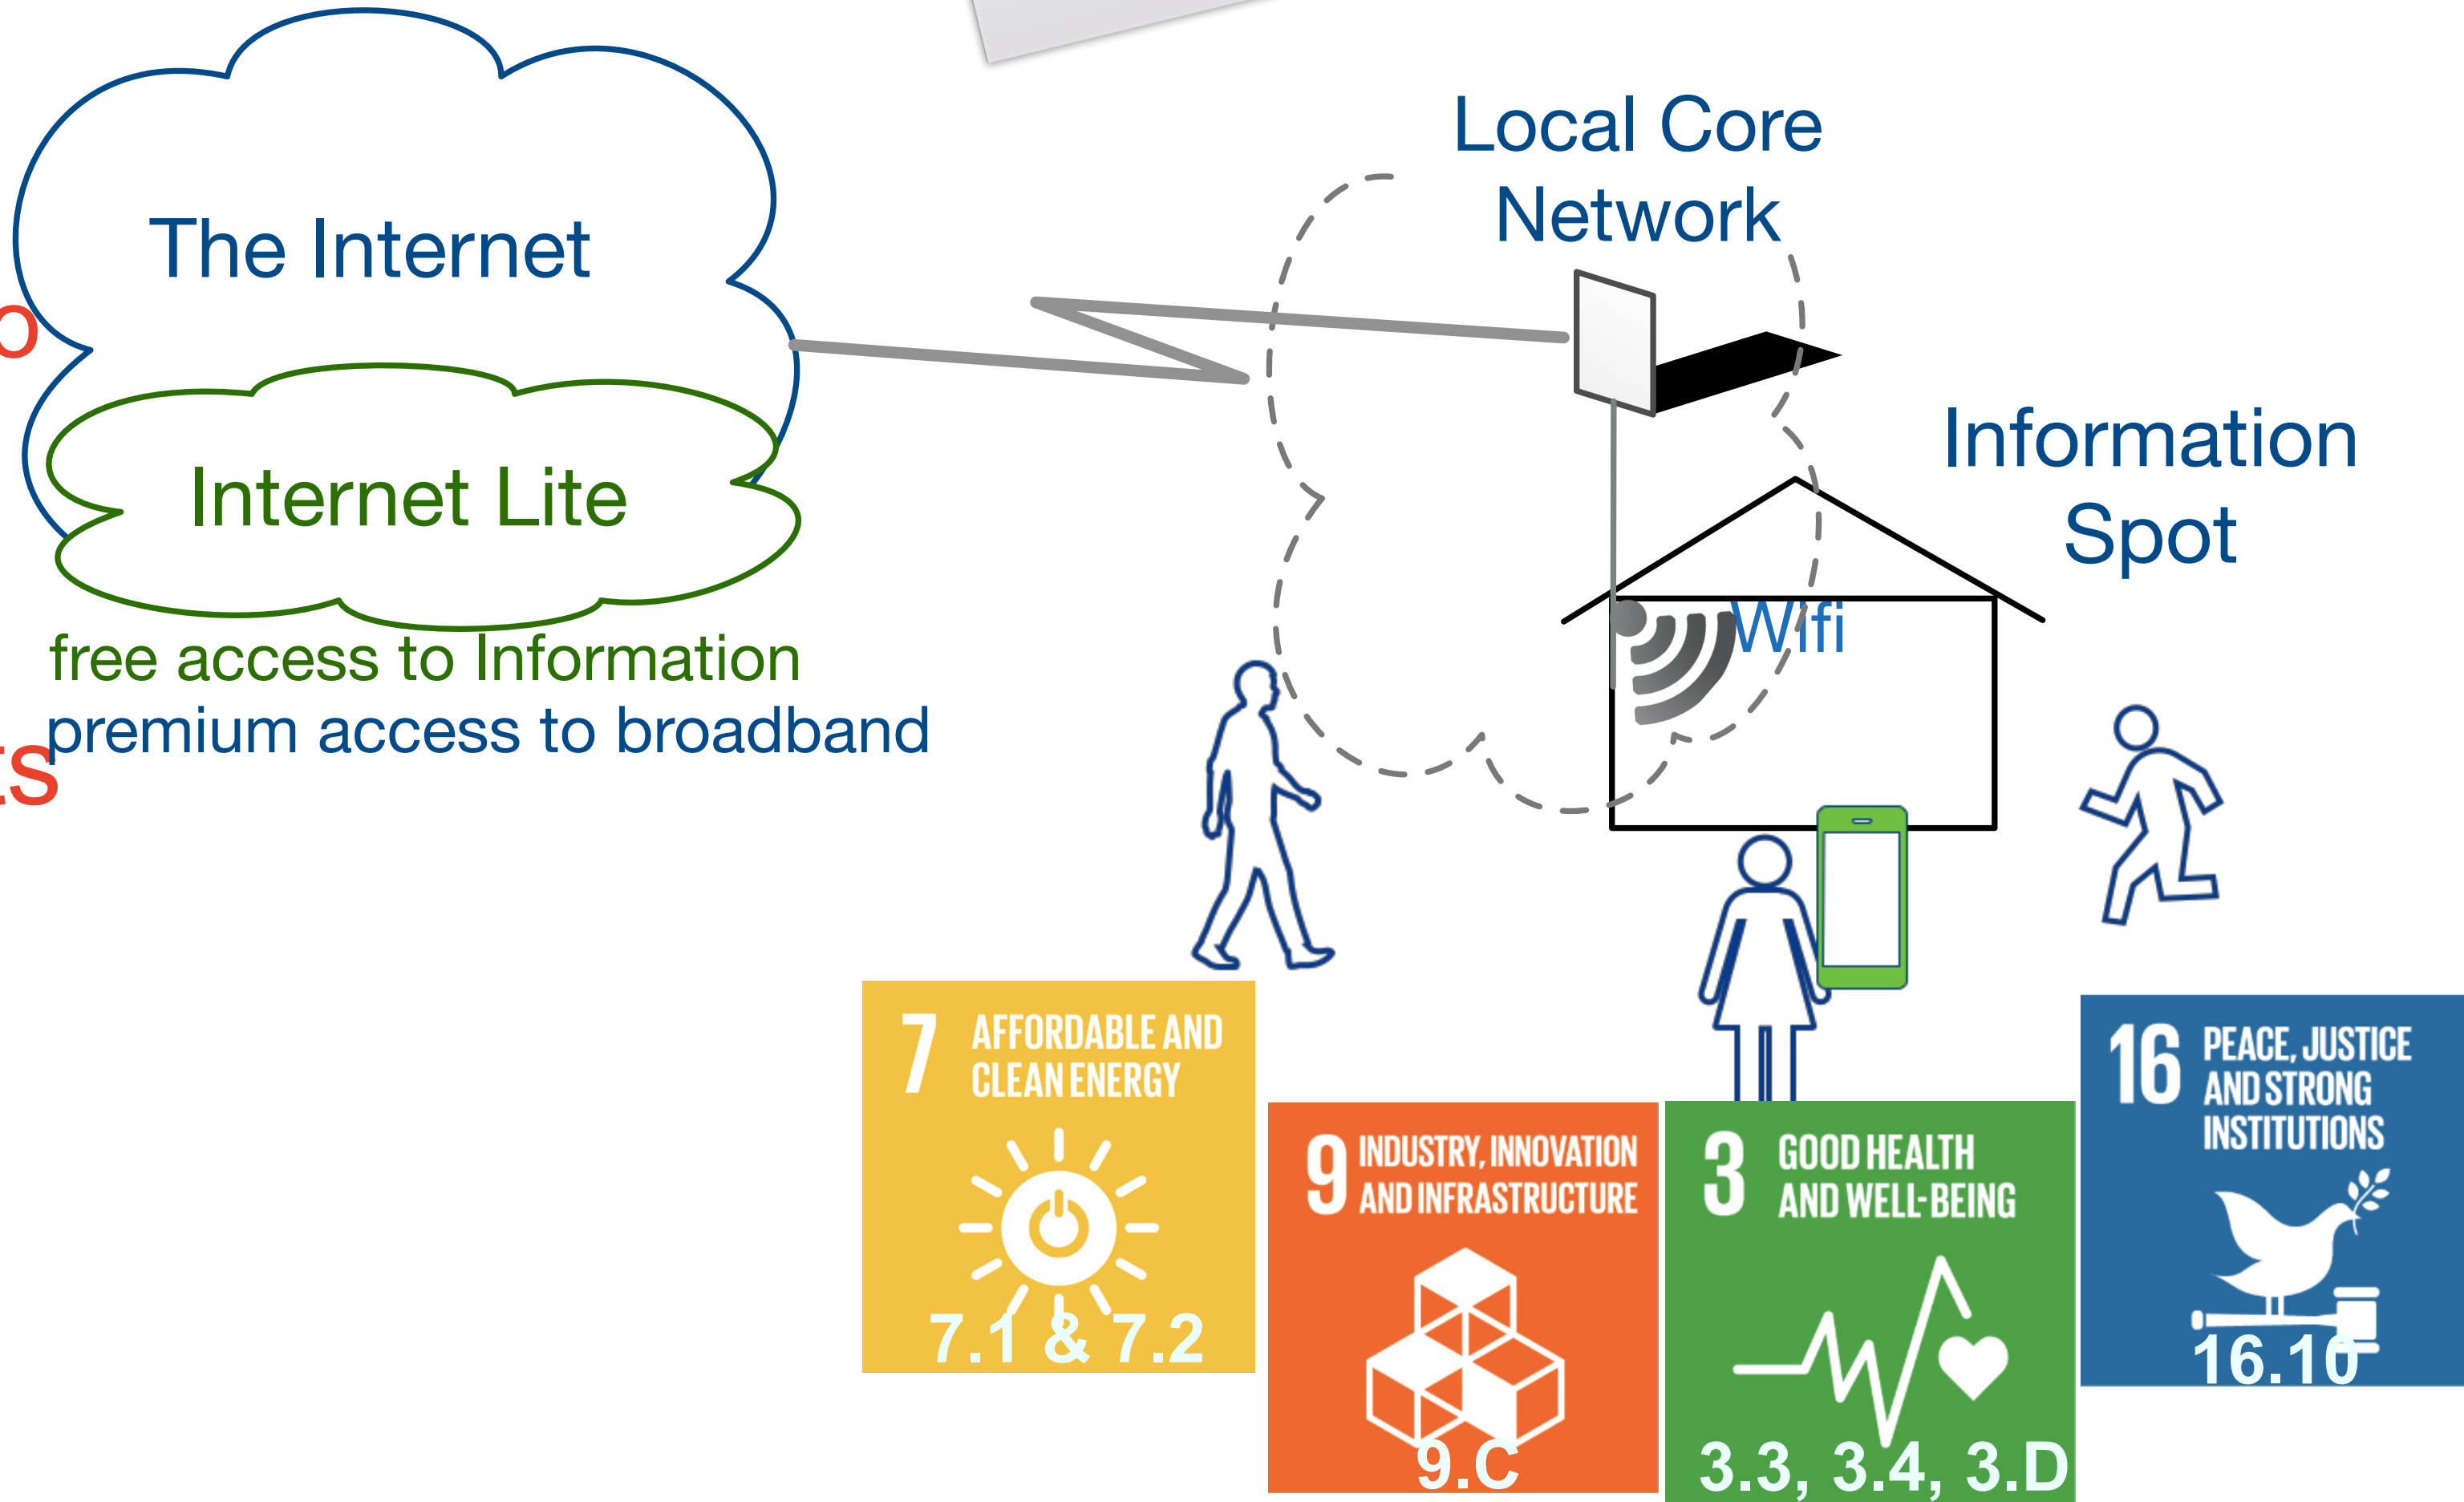 Local Core
Network
The Internet
Information
Spot
Internet Lite
Wifi
free access to Information
premium access to broadband
7 AFFORDABLE AND
CLEAN ENERGY
7.1 & 7.2
9 INDUSTRY, INNOVATION
AND INFRASTRUCTURE
9.C
3 GOOD HEALTH
AND WELL-BEING
3.3, 3.4, 3.D
16 PEACE, JUSTICE
AND STRONG
INSTITUTIONS
16.10